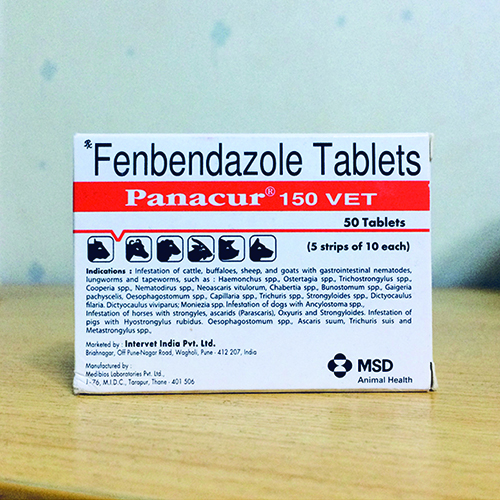 Rx Fenbendazole Tablets
Panacur® 150 VET
50 Tablets
(5 strips of 10 each)
Indications : Infestation of cattle, buffaloes, sheep, and goats with gastrointestinal nematodes,
lungworms and tapeworms, such as : Haemonchus spp., Ostertagia spp., Trichostrongylus spp.,
Cooperia spp., Nematodirus spp., Neoascaris vitulorum, Chabertia spp., Bunostomum spp., Gaigeria
pachyscelis, Oesophagostomum spp., Capillaria spp., Trichuris spp., Strongyloides spp., Dictyocaulus
filaria. Dictyocaulus viviparus; Moniezia spp. Infestation of dogs with Ancylostoma spp.,
Infestation of horses with strongyles, ascarids (Parascaris), Oxyuris and Strongyloides. Infestation of
pigs with Hyostrongylus rubidus. Oesophagostomum spp., Ascaris suum, Trichuris suis and
Metastrongylus spp.,
Marketed by : Intervet India Pvt. Ltd.
Briahnagar, Off Pune-Nagar Road, Wagholi, Pune - 412 207, India
Manufactured by :
Medibios Laboratories Pvt. Ltd.,
J - 76, M.I.D.C., Tarapur, Thane - 401 506
MSD
Animal Health